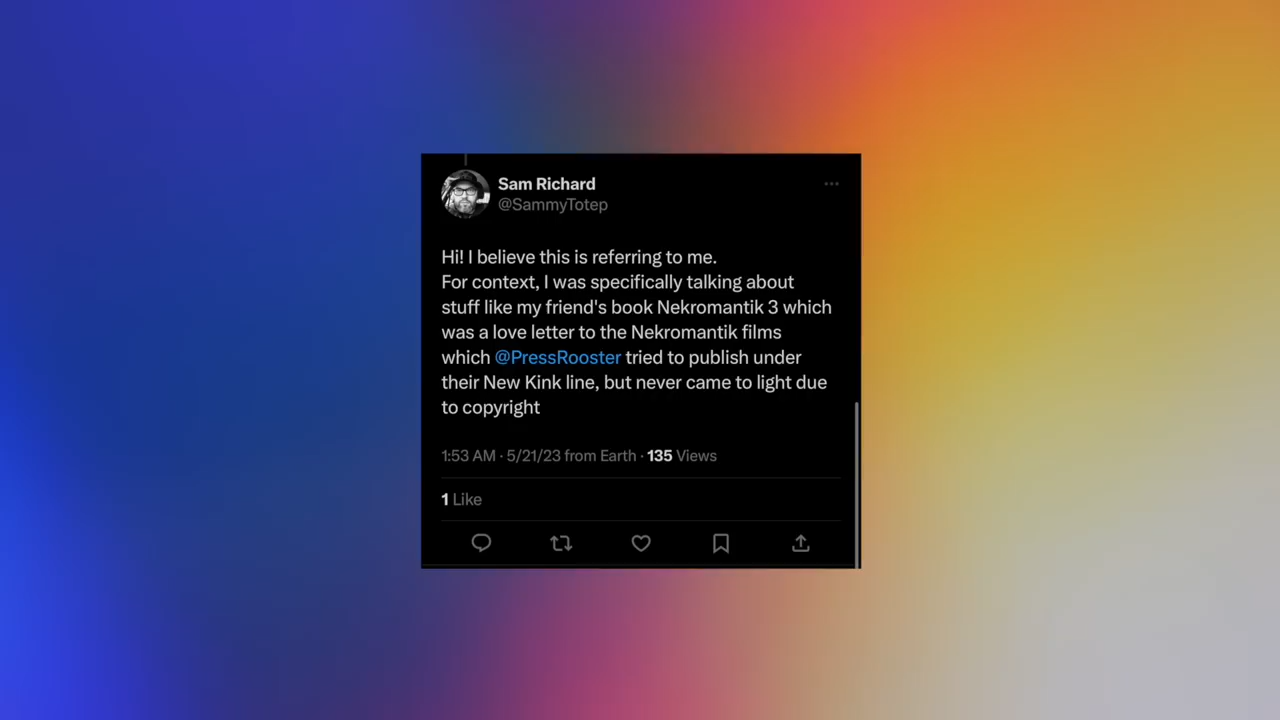 Sam Richard
@SammyTotep
Hi! I believe this is referring to me.
For context, I was specifically talking about
stuff like my friend's book Nekromantik 3 which
was a love letter to the Nekromantik films
which @PressRooster tried to publish under
their New Kink line, but never came to light due
to copyright
1:53 AM · 5/21/23 from Earth · 135 Views
1 Like